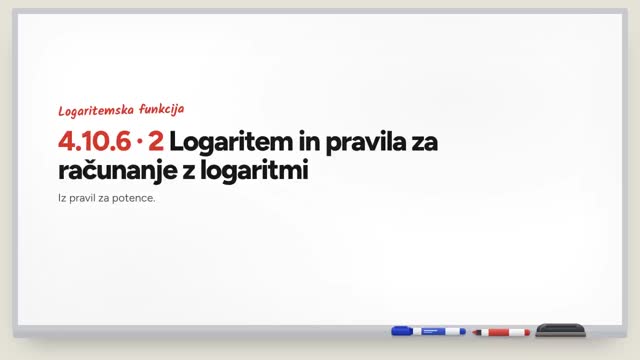 Logaritemska funkcija
4.10.6 · 2 Logaritem in pravila za
računanje z logaritmi
Iz pravil za potence.